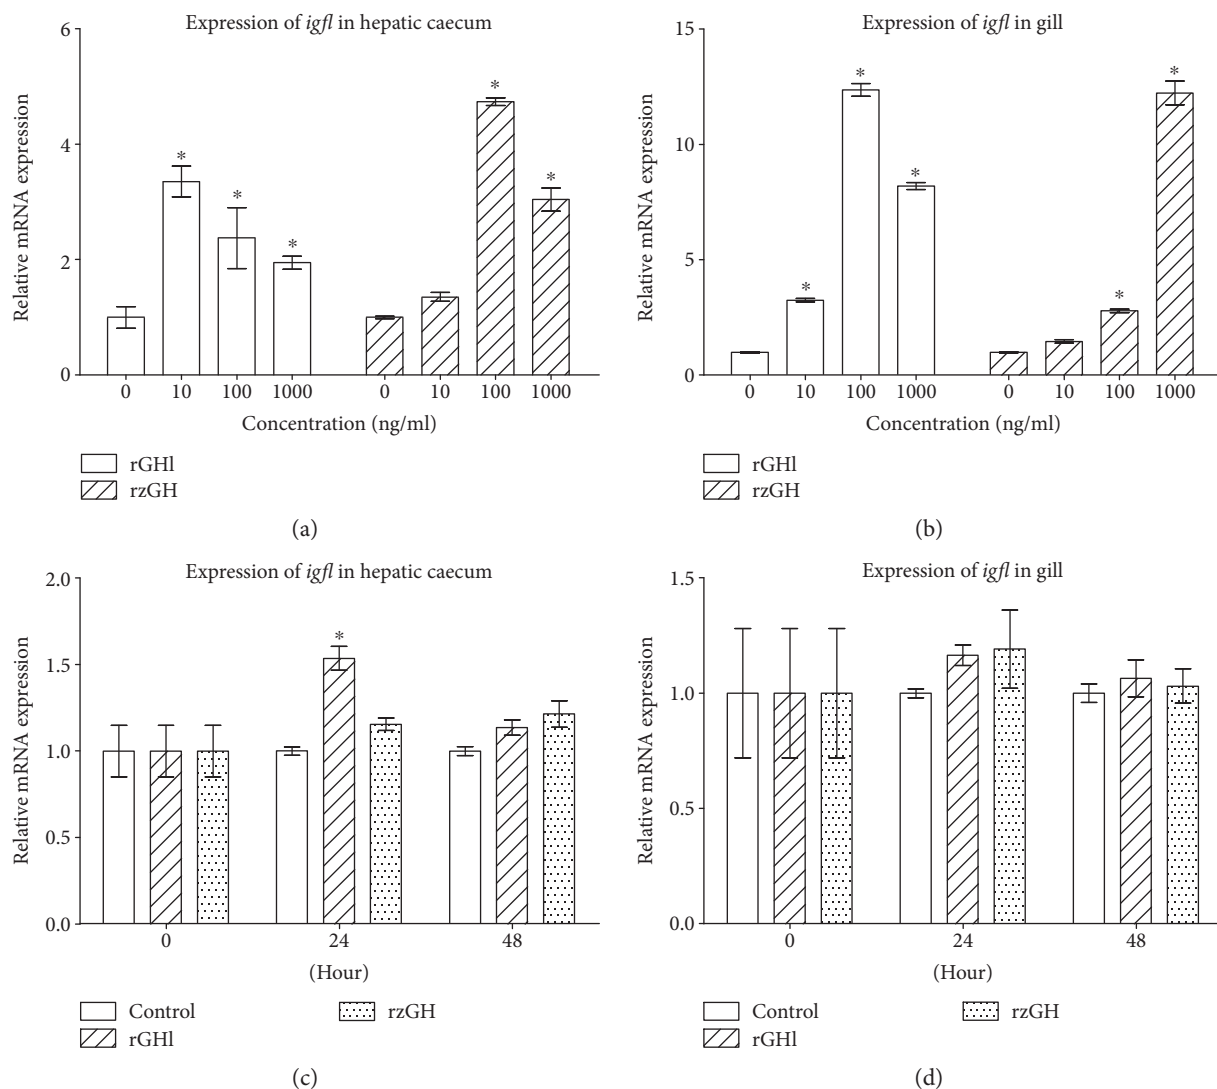 Expression of igfl in hepatic caecum
Relative mRNA expression
6
4
2
0
* * * * *
0 10 100 1000 0 10 100 1000
Concentration (ng/ml)
rGHl
rzGH
(a)
Expression of igfl in gill
Relative mRNA expression
15
10
5
0
* * * * *
0 10 100 1000 0 10 100 1000
Concentration (ng/ml)
rGHl
rzGH
(b)
Expression of igfl in hepatic caecum
Relative mRNA expression
2.0
1.5
1.0
0.5
0.0
*
0 24 48
(Hour)
Control rzGH
rGHl
(c)
Expression of igfl in gill
Relative mRNA expression
1.5
1.0
0.5
0.0
0 24 48
(Hour)
Control rzGH
rGHl
(d)